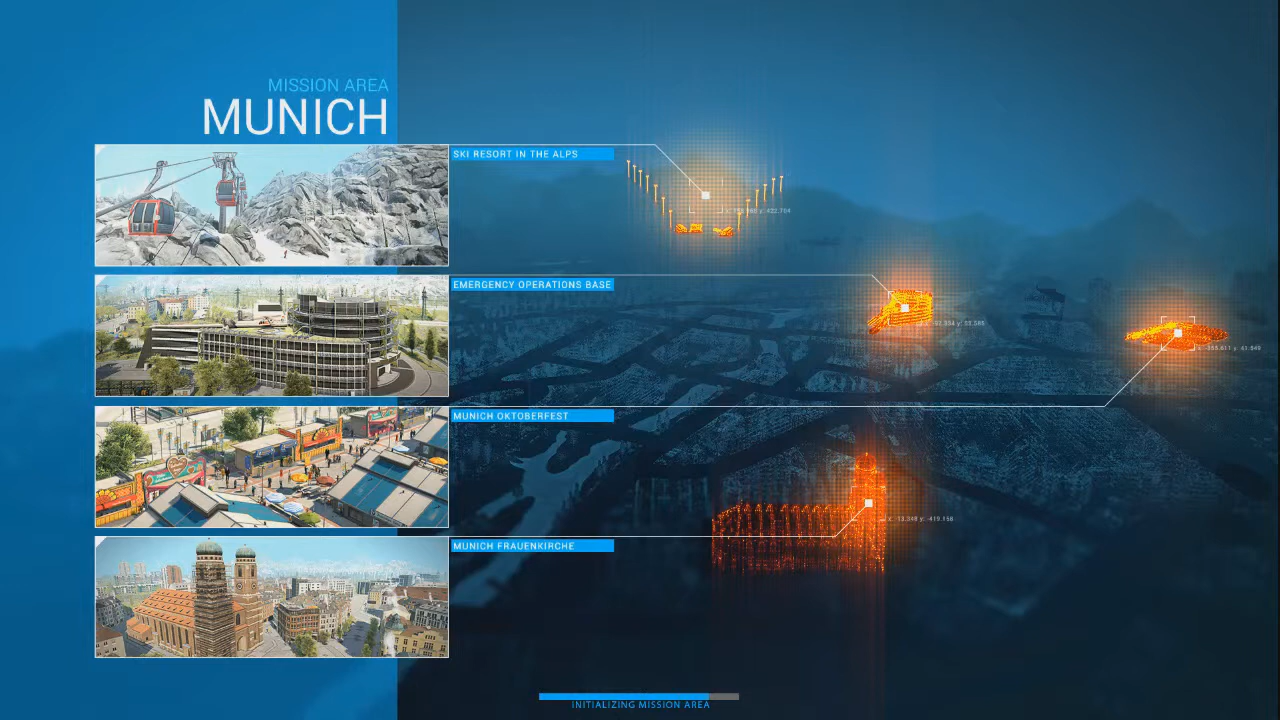 MISSION AREA
MUNICH
SKI RESORT IN THE ALPS
EMERGENCY OPERATIONS BASE
MUNICH OKTOBERFEST
MUNICH FRAUENKIRCHE
INITIALIZING MISSION AREA